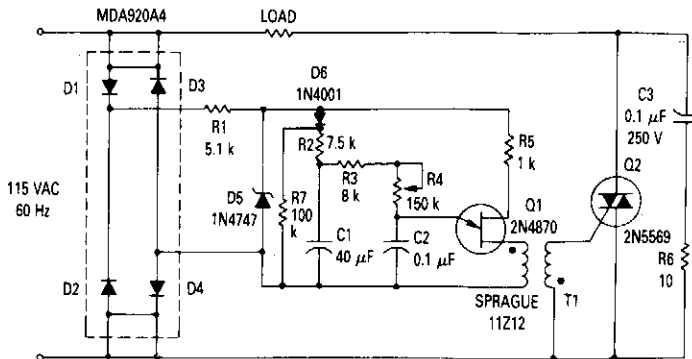 MDA920A4
LOAD
D1
D3
D6
1N4001
C3
0.1 µF
250 V
R1
5.1 k
R2
7.5 k
R5
1 k
R3
8 k
R4
150 k
Q2
115 VAC
60 Hz
D5
1N4747
R7
100
k
Q1
2N4870
2N5569
C1
40 µF
C2
0.1 µF
D2
D4
R6
10
SPRAGUE
11Z12
T1